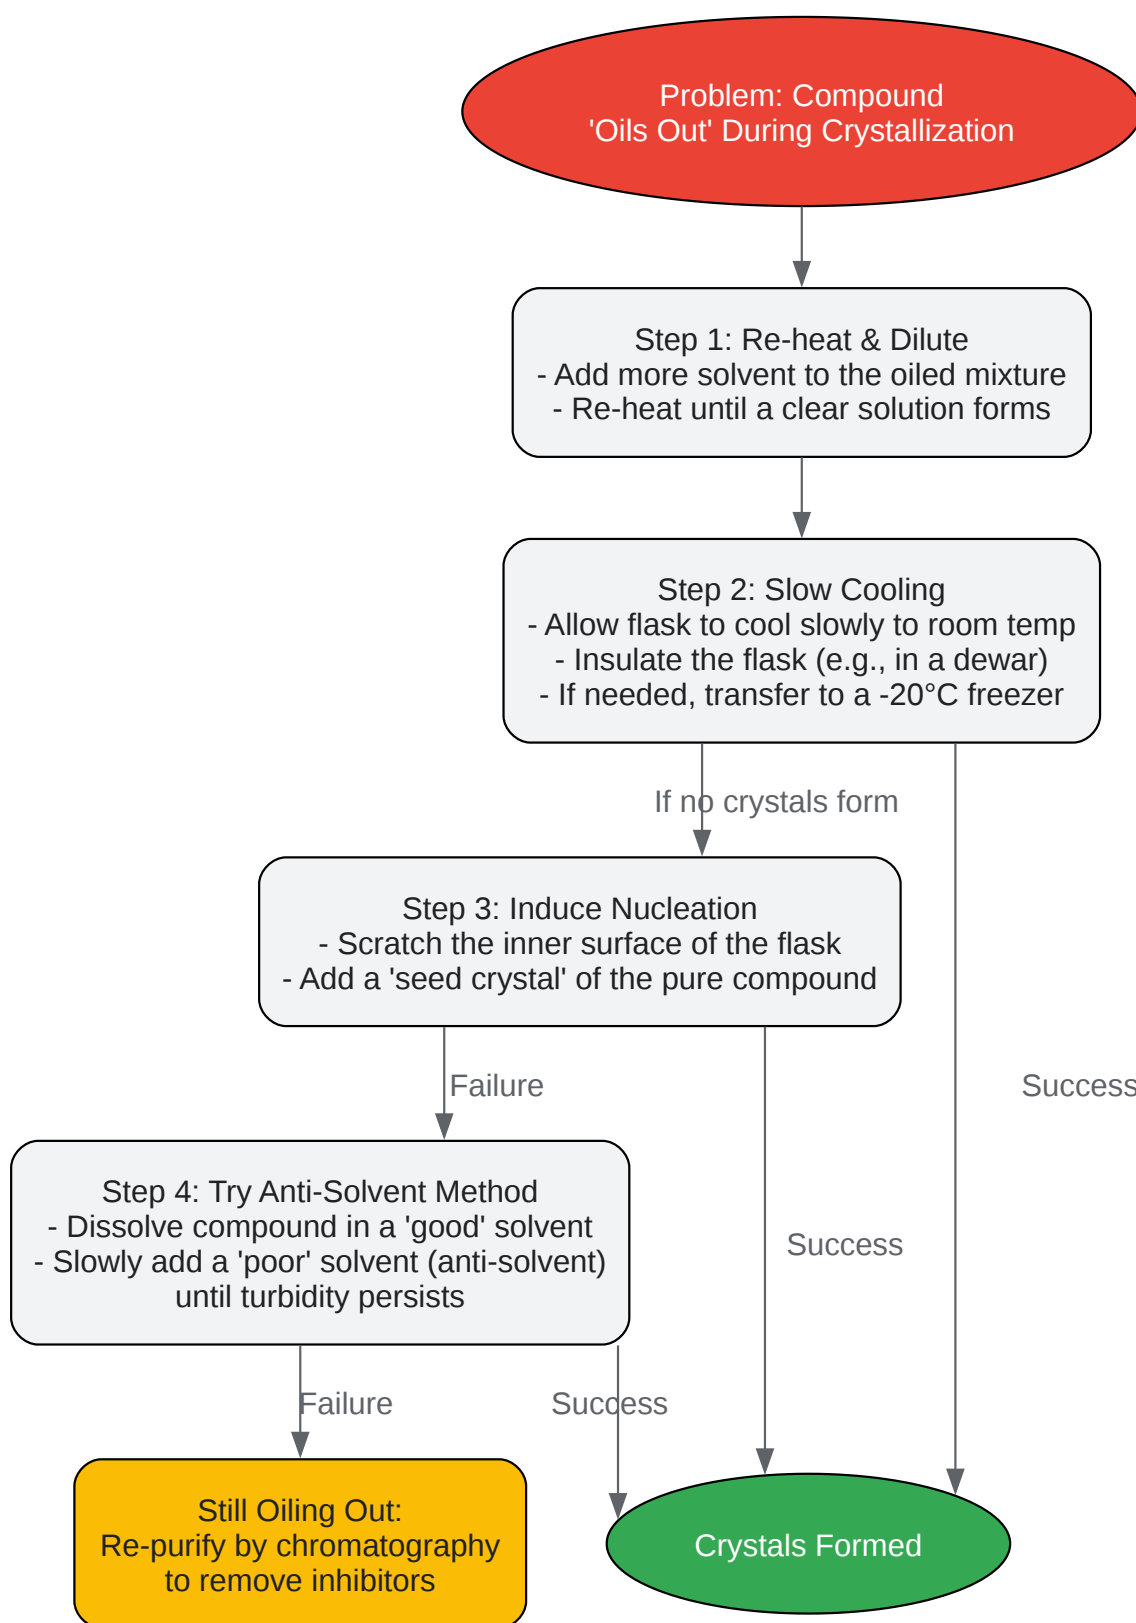 Problem: Compound
'Oils Out' During Crystallization
Step 1: Re-heat & Dilute
- Add more solvent to the oiled mixture
- Re-heat until a clear solution forms
Step 2: Slow Cooling
- Allow flask to cool slowly to room temp
- Insulate the flask (e.g., in a dewar)
- If needed, transfer to a -20°C freezer
If no crystals form
Step 3: Induce Nucleation
- Scratch the inner surface of the flask
- Add a 'seed crystal' of the pure compound
Failure
Success
Step 4: Try Anti-Solvent Method
- Dissolve compound in a 'good' solvent
- Slowly add a 'poor' solvent (anti-solvent)
until turbidity persists
Success
Failure
Success
Still Oiling Out:
Re-purify by chromatography
to remove inhibitors
Crystals Formed